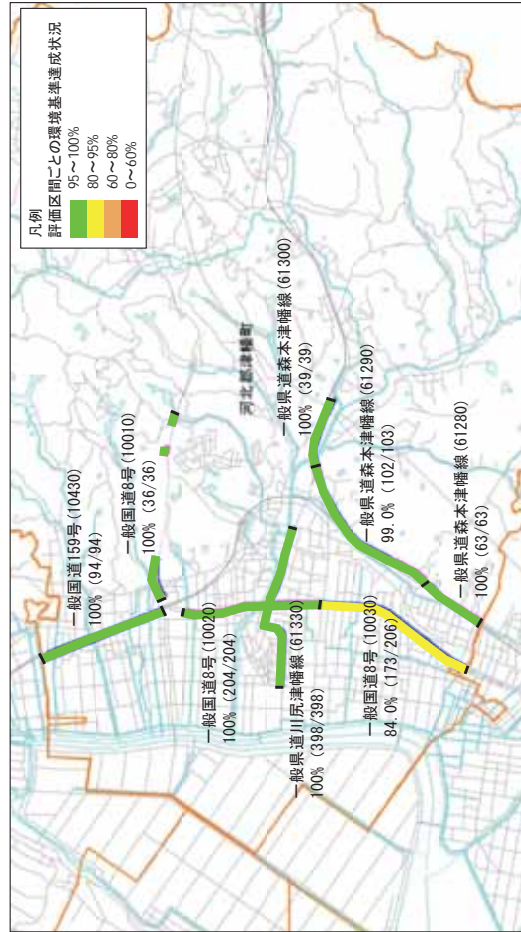 凡例
評価区間ごとの環境基準達成状況
95～100%
80～95%
60～80%
0～60%
一般国道159号(10430)
100% (94/94)
一般国道8号(10010)
100% (36/36)
一般国道8号(10020)
100% (204/204)
一般県道川尻津幡線(61330)
100% (398/398)
一般国道8号(10030)
84.0% (173/206)
河北郡津幡町
一般県道森本津幡線(61300)
100% (39/39)
一般県道森本津幡線(61290)
99.0% (102/103)
一般県道森本津幡線(61280)
100% (63/63)